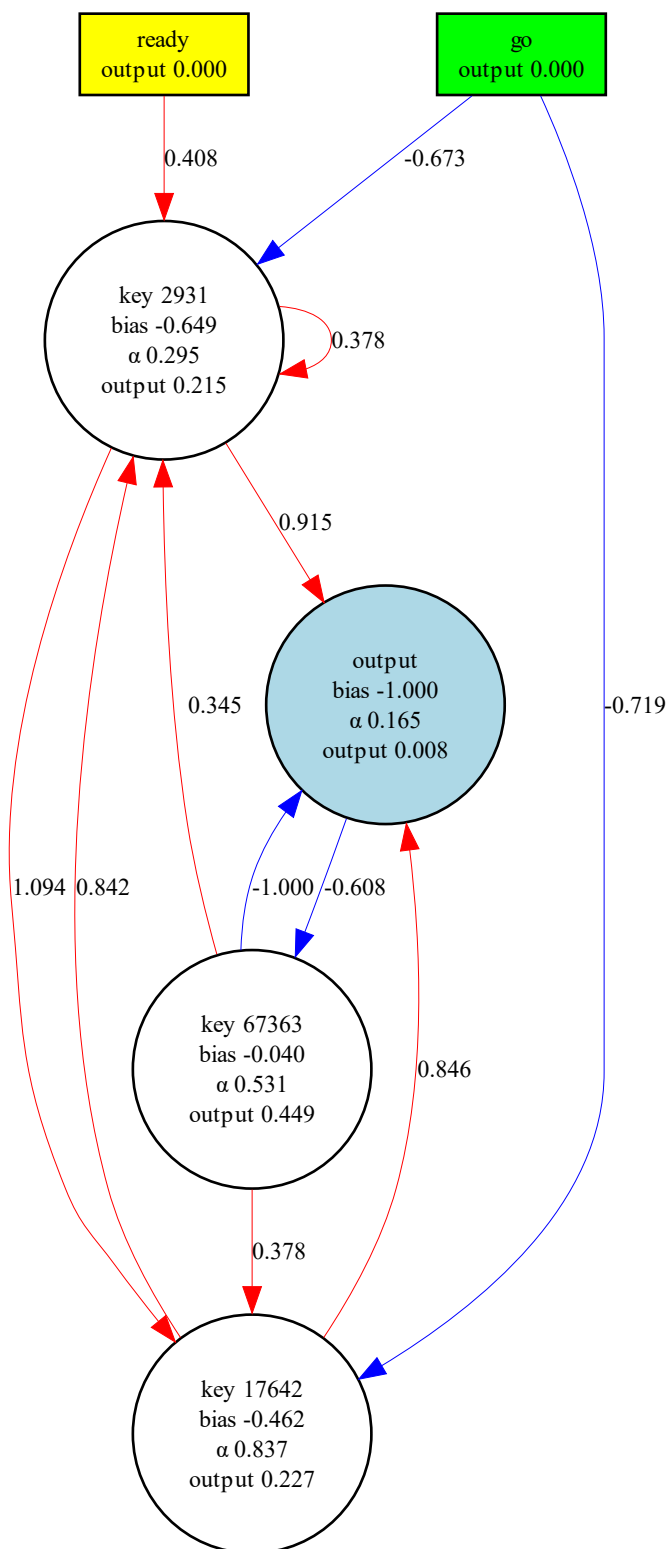 ready
output 0.000
go
output 0.000
0.408
-0.673
key 2931
bias -0.649
α 0.295
output 0.215
0.378
0.915
output
bias -1.000
α 0.165
output 0.008
0.345
-0.719
1.094
0.842
-1.000
-0.608
key 67363
bias -0.040
α 0.531
output 0.449
0.846
0.378
key 17642
bias -0.462
α 0.837
output 0.227